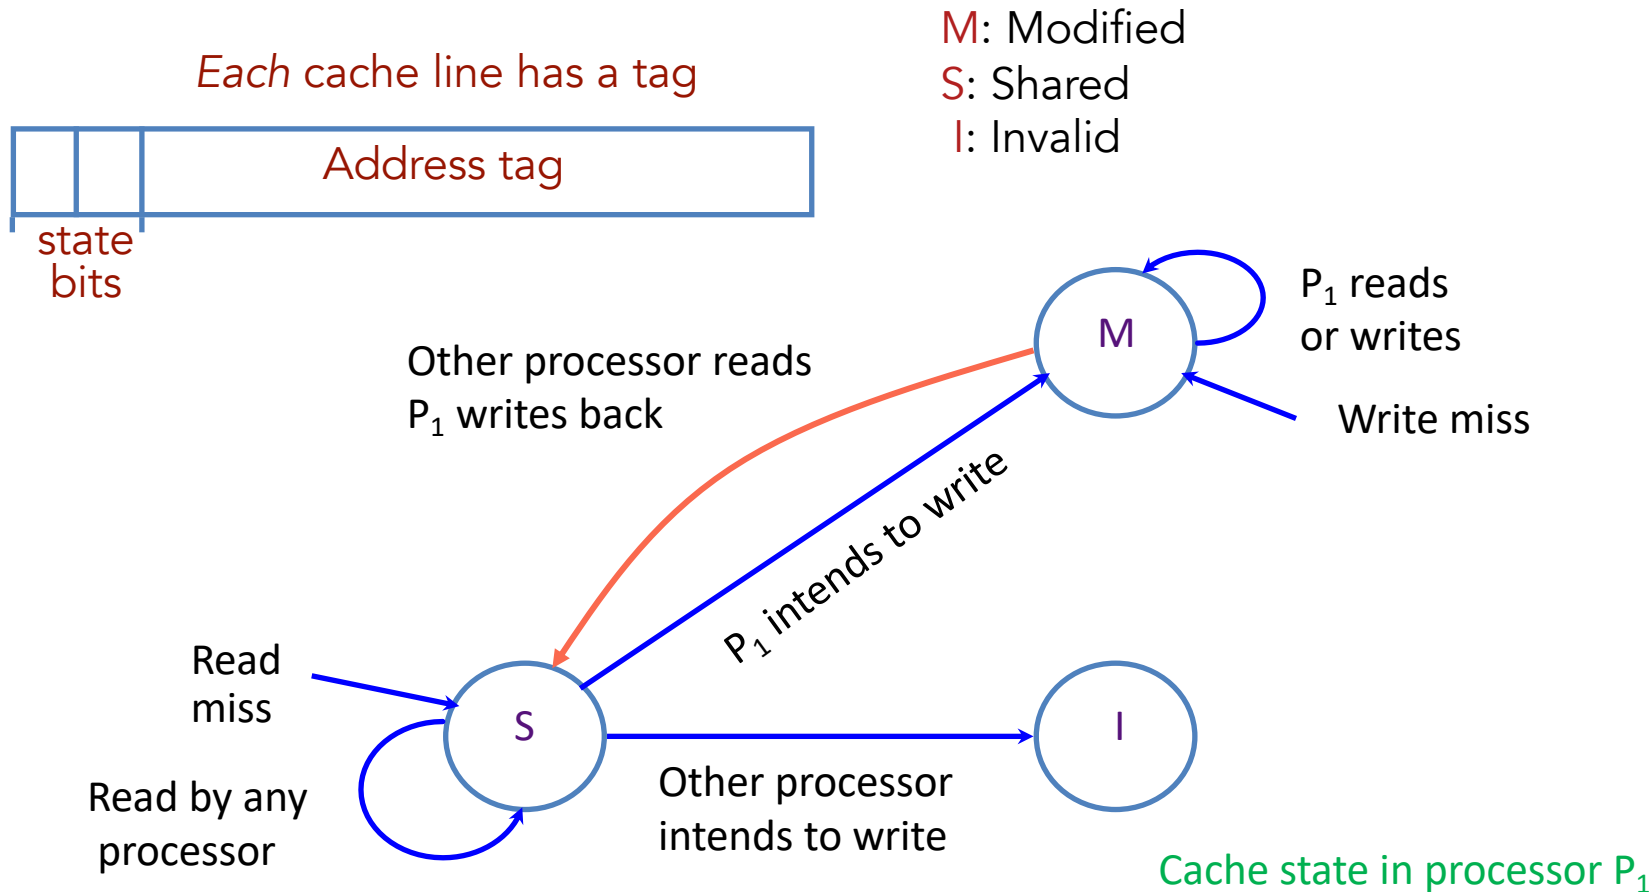 M: Modified
S: Shared
I: Invalid
Each cache line has a tag
Address tag
state
bits
M
P₁ reads
or writes
Other processor reads
P₁ writes back
Write miss
P₁ intends to write
Read
miss
S
I
Read by any
processor
Other processor
intends to write
Cache state in processor P₁